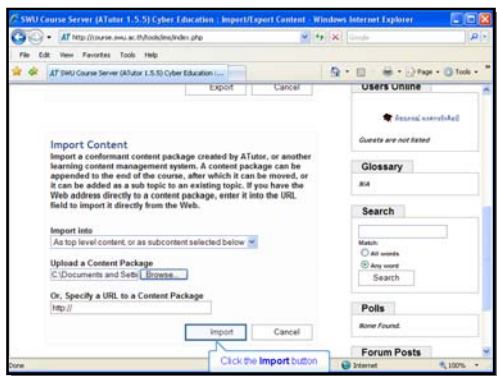 SWU Course Server (ATutor 1.5.5) Cyber Education : Import/Export Content - Windows Internet Explorer
AT http://course.swu.ac.th/tools/ims/index.php
Google
File Edit View Favorites Tools Help
AT SWU Course Server (ATutor 1.5.5) Cyber Education :...
Page Tools
Export Cancel
Users Online
Guests are not listed
Import Content
Import a conformant content package created by ATutor, or another
learning content management system. A content package can be
appended to the end of the course, after which it can be moved, or
it can be added as a sub topic to an existing topic. If you have the
Web address directly to a content package, enter it into the URL
field to import it directly from the Web.
Glossary
N/A
Search
Import into
As top level content, or as subcontent selected below
Match:
All words
Any word
Search
Upload a Content Package
C:\Documents and Setti Browse...
Or, Specify a URL to a Content Package
http://
Polls
None Found.
Import Cancel
Forum Posts
Click the Import button
Done
Internet
100%